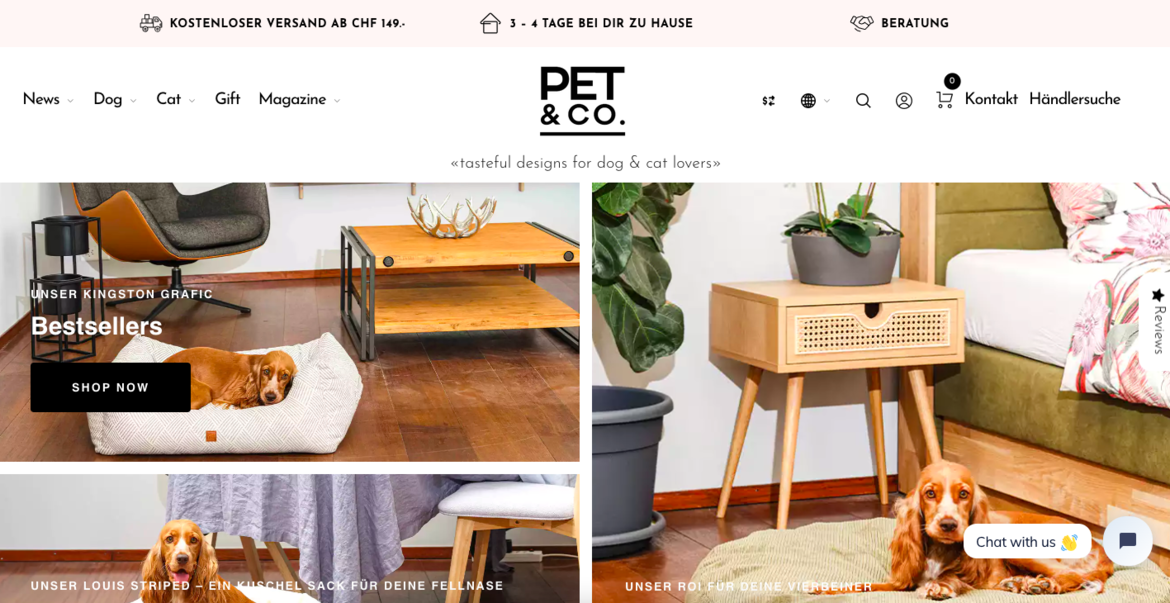 KOSTENLOSER VERSAND AB CHF 149.-
3 – 4 TAGE BEI DIR ZU HAUSE
BERATUNG
News
Dog
Cat
Gift
Magazine
PET
& CO.
$
0
Kontakt
Händlersuche
«tasteful designs for dog & cat lovers»
UNSER KINGSTON GRAFIC
Bestsellers
SHOP NOW
Reviews
UNSER LOUIS STRIPED – EIN KUSCHEL SACK FÜR DEINE FELLNASE
UNSER ROI FÜR DEINE VIERBEINER
Chat with us 👋